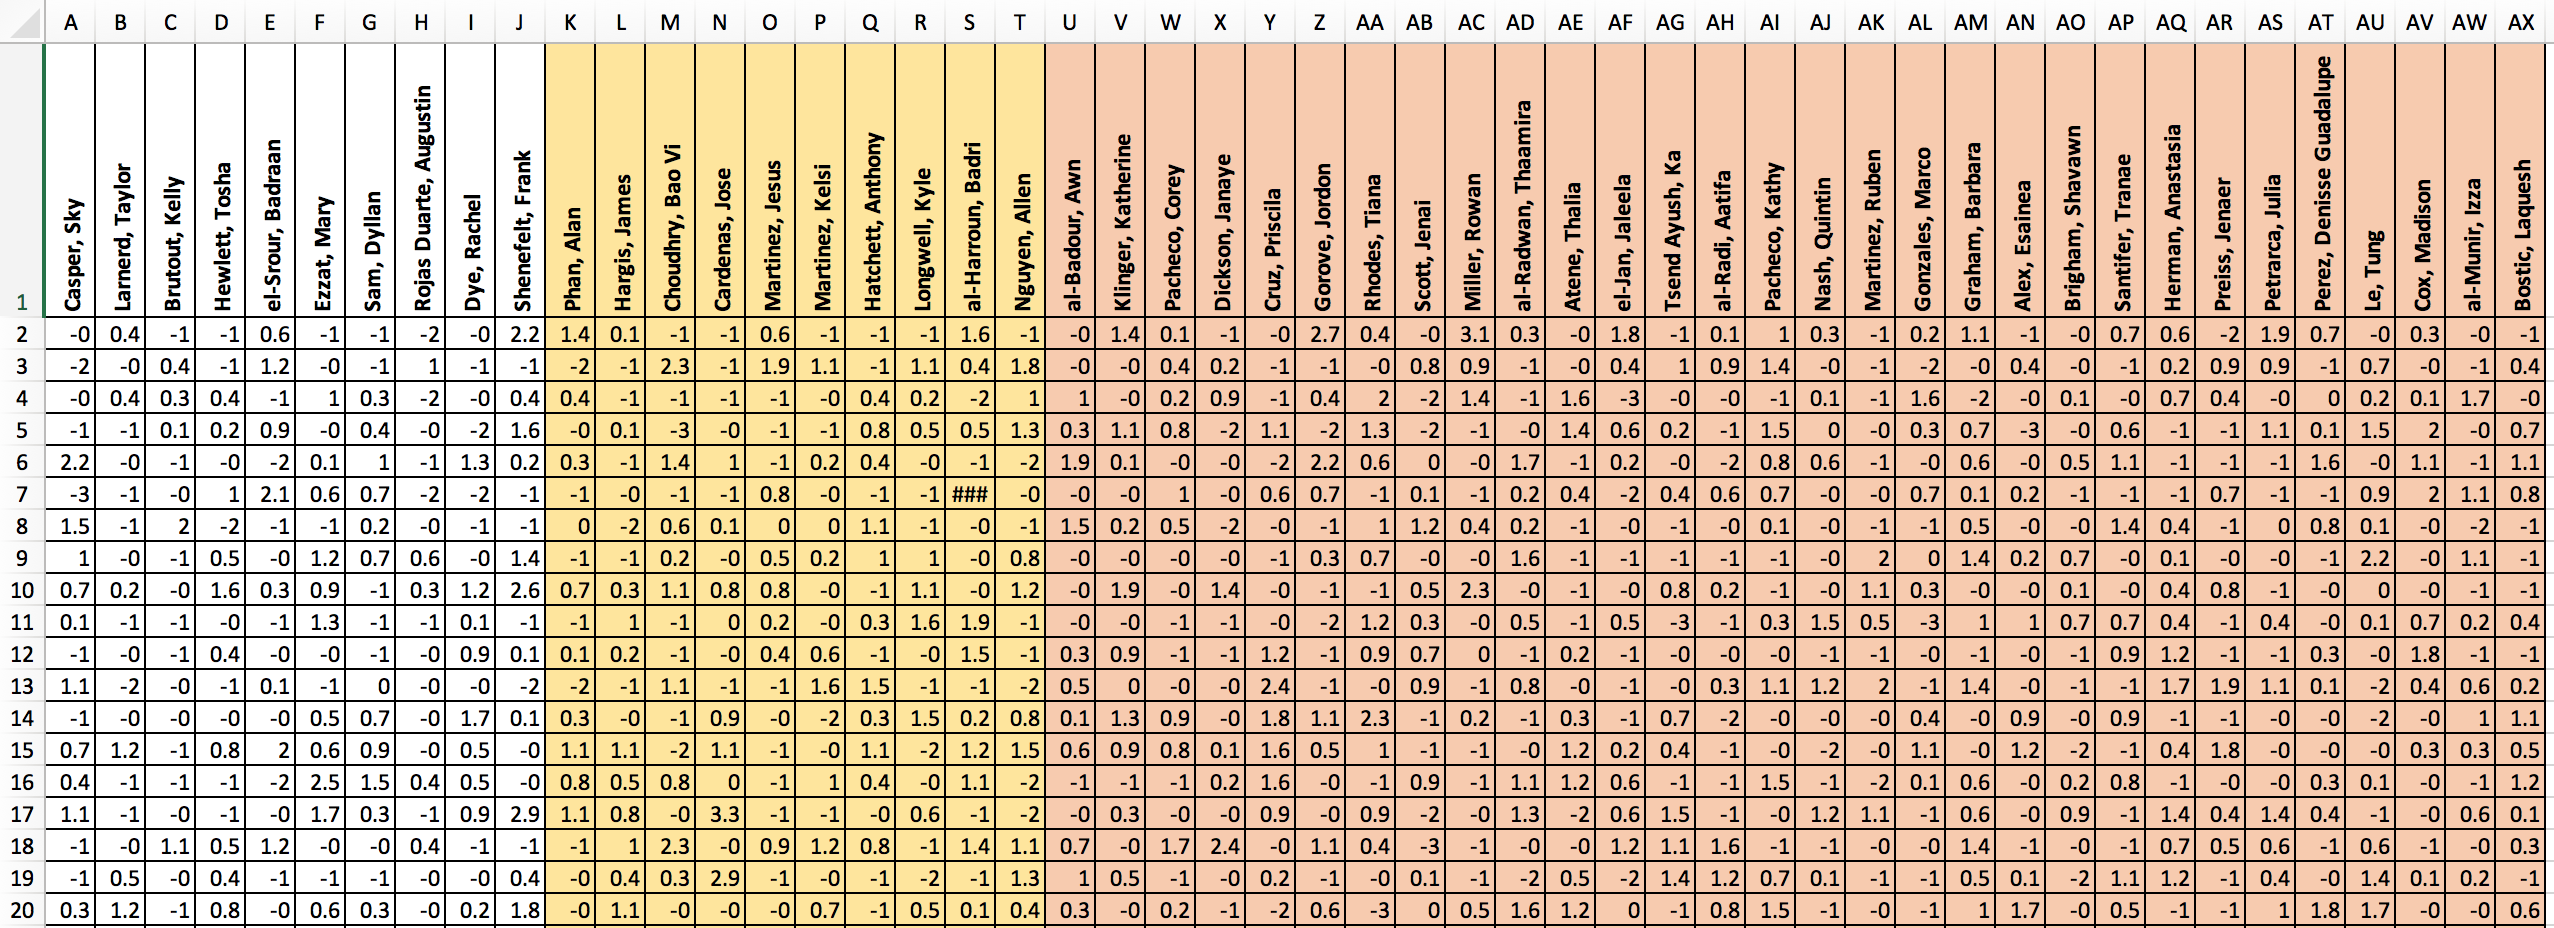 A B C D E F G H I J K L M N O P Q R S T U V W X Y Z AA AB AC AD AE AF AG AH AI AJ AK AL AM AN AO AP AQ AR AS AT AU AV AW AX
1 Casper, Sky Larnerd, Taylor Brutout, Kelly Hewlett, Tosha el-Srour, Badraan Ezzat, Mary Sam, Dyllan Rojas Duarte, Augustin Dye, Rachel Shenefelt, Frank Phan, Alan Hargis, James Choudhry, Bao Vi Cardenas, Jose Martinez, Jesus Martinez, Kelsi Hatchett, Anthony Longwell, Kyle al-Harroun, Badri Nguyen, Allen al-Badour, Awn Klinger, Katherine Pacheco, Corey Dickson, Janaye Cruz, Priscila Gorove, Jordon Rhodes, Tiana Scott, Jenai Miller, Rowan al-Radwan, Thaamira Atene, Thalia el-Jan, Jaleela Tsend Ayush, Ka al-Radi, Aatifa Pacheco, Kathy Nash, Quintin Martinez, Ruben Gonzales, Marco Graham, Barbara Alex, Esainea Brigham, Shavawn Santifer, Tranae Herman, Anastasia Preiss, Jenaer Petrarca, Julia Perez, Denisse Guadalupe Le, Tung Cox, Madison al-Munir, Izza Bostic, Laquesh
2 -0 0.4 -1 -1 0.6 -1 -1 -2 -0 2.2 1.4 0.1 -1 -1 0.6 -1 -1 -1 1.6 -1 -0 1.4 0.1 -1 -0 2.7 0.4 -0 3.1 0.3 -0 1.8 -1 0.1 1 0.3 -1 0.2 1.1 -1 -0 0.7 0.6 -2 1.9 0.7 -0 0.3 -0 -1
3 -2 -0 0.4 -1 1.2 -0 -1 1 -1 -1 -2 -1 2.3 -1 1.9 1.1 -1 1.1 0.4 1.8 -0 -0 0.4 0.2 -1 -1 -0 0.8 0.9 -1 -0 0.4 1 0.9 1.4 -0 -1 -2 -0 0.4 -0 -1 0.2 0.9 0.9 -1 0.7 -0 -1 0.4
4 -0 0.4 0.3 0.4 -1 1 0.3 -2 -0 0.4 0.4 -1 -1 -1 -1 -0 0.4 0.2 -2 1 1 -0 0.2 0.9 -1 0.4 2 -2 1.4 -1 1.6 -3 -0 -0 -1 0.1 -1 1.6 -2 -0 0.1 -0 0.7 0.4 -0 0 0.2 0.1 1.7 -0
5 -1 -1 0.1 0.2 0.9 -0 0.4 -0 -2 1.6 -0 0.1 -3 -0 -1 -1 0.8 0.5 0.5 1.3 0.3 1.1 0.8 -2 1.1 -2 1.3 -2 -1 -0 1.4 0.6 0.2 -1 1.5 0 -0 0.3 0.7 -3 -0 0.6 -1 -1 1.1 0.1 1.5 2 -0 0.7
6 2.2 -0 -1 -0 -2 0.1 1 -1 1.3 0.2 0.3 -1 1.4 1 -1 0.2 0.4 -0 -1 -2 1.9 0.1 -0 -0 -2 2.2 0.6 0 -0 1.7 -1 0.2 -0 -2 0.8 0.6 -1 -0 0.6 -0 0.5 1.1 -1 -1 -1 1.6 -0 1.1 -1 1.1
7 -3 -1 -0 1 2.1 0.6 0.7 -2 -2 -1 -1 -0 -1 -1 0.8 -0 -1 -1 ### -0 -0 -0 1 -0 0.6 0.7 -1 0.1 -1 0.2 0.4 -2 0.4 0.6 0.7 -0 -0 0.7 0.1 0.2 -1 -1 -1 0.7 -1 -1 0.9 2 1.1 0.8
8 1.5 -1 2 -2 -1 -1 0.2 -0 -1 -1 0 -2 0.6 0.1 0 0 1.1 -1 -0 -1 1.5 0.2 0.5 -2 -0 -1 1 1.2 0.4 0.2 -1 -0 -1 -0 0.1 -0 -1 -1 0.5 -0 -0 1.4 0.4 -1 0 0.8 0.1 -0 -2 -1
9 1 -0 -1 0.5 -0 1.2 0.7 0.6 -0 1.4 -1 -1 0.2 -0 0.5 0.2 1 1 -0 0.8 -0 -0 -0 -0 -1 0.3 0.7 -0 -0 1.6 -1 -1 -1 -1 -1 -0 2 0 1.4 0.2 0.7 -0 0.1 -0 -0 -1 2.2 -0 1.1 -1
10 0.7 0.2 -0 1.6 0.3 0.9 -1 0.3 1.2 2.6 0.7 0.3 1.1 0.8 0.8 -0 -1 1.1 -0 1.2 -0 1.9 -0 1.4 -0 -1 -1 0.5 2.3 -0 -1 -0 0.8 0.2 -1 -0 1.1 0.3 -0 -0 0.1 -0 0.4 0.8 -1 -0 0 -0 -1 -1
11 0.1 -1 -1 -0 -1 1.3 -1 -1 0.1 -1 -1 1 -1 0 0.2 -0 0.3 1.6 1.9 -1 -0 -0 -1 -1 -0 -2 1.2 0.3 -0 0.5 -1 0.5 -3 -1 0.3 1.5 0.5 -3 1 1 0.7 0.7 0.4 -1 0.4 -0 0.1 0.7 0.2 0.4
12 -1 -0 -1 0.4 -0 -0 -1 -0 0.9 0.1 0.1 0.2 -1 -0 0.4 0.6 -1 -0 1.5 -1 0.3 0.9 -1 -1 1.2 -1 0.9 0.7 0 -1 0.2 -1 -0 -0 -0 -1 -1 -0 -1 -0 -1 0.9 1.2 -1 -1 0.3 -0 1.8 -1 -1
13 1.1 -2 -0 -1 0.1 -1 0 -0 -0 -2 -2 -1 1.1 -1 -1 1.6 1.5 -1 -1 -2 0.5 0 -0 -0 2.4 -1 -0 0.9 -1 0.8 -0 -1 -0 0.3 1.1 1.2 2 -1 1.4 -0 -1 -1 1.7 1.9 1.1 0.1 -2 0.4 0.6 0.2
14 -1 -0 -0 -0 -0 0.5 0.7 -0 1.7 0.1 0.3 -0 -1 0.9 -0 -2 0.3 1.5 0.2 0.8 0.1 1.3 0.9 -0 1.8 1.1 2.3 -1 0.2 -1 0.3 -1 0.7 -2 -0 -0 -0 0.4 -0 0.9 -0 0.9 -1 -1 -0 -0 -2 -0 1 1.1
15 0.7 1.2 -1 0.8 2 0.6 0.9 -0 0.5 -0 1.1 1.1 -2 1.1 -1 -0 1.1 -2 1.2 1.5 0.6 0.9 0.8 0.1 1.6 0.5 1 -1 -1 -0 1.2 0.2 0.4 -1 -0 -2 -0 1.1 -0 1.2 -2 -1 0.4 1.8 -0 -0 -0 0.3 0.3 0.5
16 0.4 -1 -1 -1 -2 2.5 1.5 0.4 0.5 -0 0.8 0.5 0.8 0 -1 1 0.4 -0 1.1 -2 -1 -1 -1 0.2 1.6 -0 -1 0.9 -1 1.1 1.2 0.6 -1 -1 1.5 -1 -2 0.1 0.6 -0 0.2 0.8 -1 -0 -0 0.3 0.1 -0 -1 1.2
17 1.1 -1 -0 -1 -0 1.7 0.3 -1 0.9 2.9 1.1 0.8 -0 3.3 -1 -1 -0 0.6 -1 -2 -0 0.3 -0 -0 0.9 -0 0.9 -2 -0 1.3 -2 0.6 1.5 -1 -0 1.2 1.1 -1 0.6 -0 0.9 -1 1.4 0.4 1.4 0.4 -1 -0 0.6 0.1
18 -1 -0 1.1 0.5 1.2 -0 -0 0.4 -1 -1 -1 1 2.3 -0 0.9 1.2 0.8 -1 1.4 1.1 0.7 -0 1.7 2.4 -0 1.1 0.4 -3 -1 -0 -0 1.2 1.1 1.6 -1 -1 -0 -0 1.4 -1 -0 -1 0.7 0.5 0.6 -1 0.6 -1 -0 0.3
19 -1 0.5 -0 0.4 -1 -1 -1 -0 -0 0.4 -0 0.4 0.3 2.9 -1 -0 -1 -2 -1 1.3 1 0.5 -1 -0 0.2 -1 -0 0.1 -1 -2 0.5 -2 1.4 1.2 0.7 0.1 -1 -1 0.5 0.1 -2 1.1 1.2 -1 0.4 -0 1.4 0.1 0.2 -1
20 0.3 1.2 -1 0.8 -0 0.6 0.3 -0 0.2 1.8 -0 1.1 -0 -0 -0 0.7 -1 0.5 0.1 0.4 0.3 -0 0.2 -1 -2 0.6 -3 0 0.5 1.6 1.2 0 -1 0.8 1.5 -1 -0 -1 1 1.7 -0 0.5 -1 -1 1 1.8 1.7 -0 -0 0.6